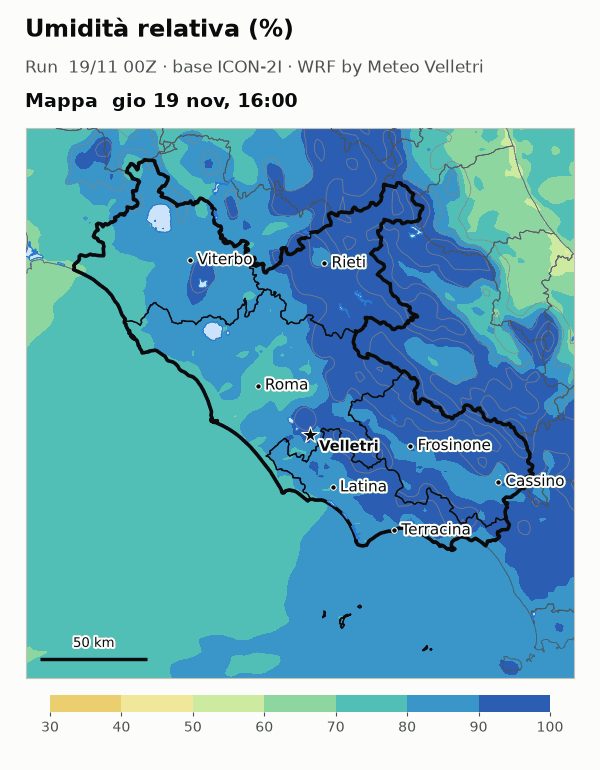 Umidità relativa (%)
Run 19/11 00Z · base ICON-2I · WRF by Meteo Velletri
Mappa gio 19 nov, 16:00
Viterbo
Rieti
Roma
Velletri
Frosinone
Cassino
Latina
Terracina
50 km
30 40 50 60 70 80 90 100